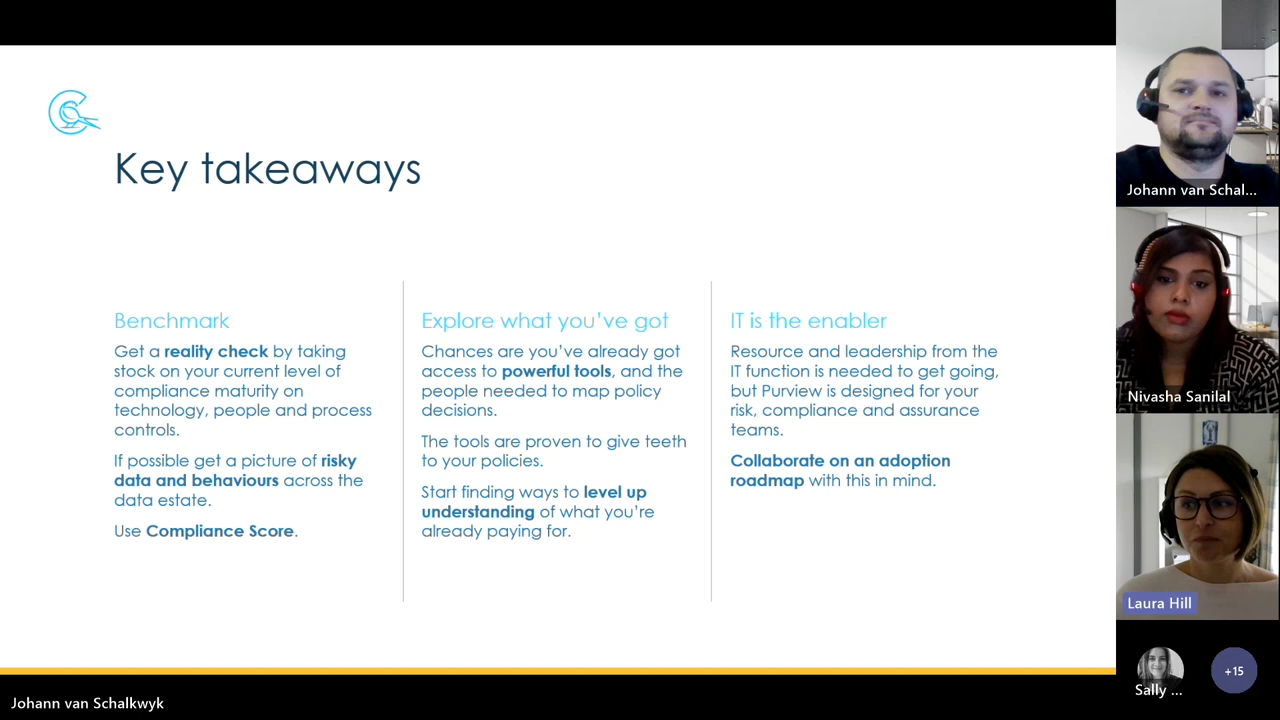 Key takeaways
Benchmark
Get a reality check by taking
stock on your current level of
compliance maturity on
technology, people and process
controls.
If possible get a picture of risky
data and behaviours across the
data estate.
Use Compliance Score.
Explore what you’ve got
Chances are you’ve already got
access to powerful tools, and the
people needed to map policy
decisions.
The tools are proven to give teeth
to your policies.
Start finding ways to level up
understanding of what you’re
already paying for.
IT is the enabler
Resource and leadership from the
IT function is needed to get going,
but Purview is designed for your
risk, compliance and assurance
teams.
Collaborate on an adoption
roadmap with this in mind.
Johann van Schal...
Nivasha Sanilal
Laura Hill
Sally ...
+15
Johann van Schalkwyk